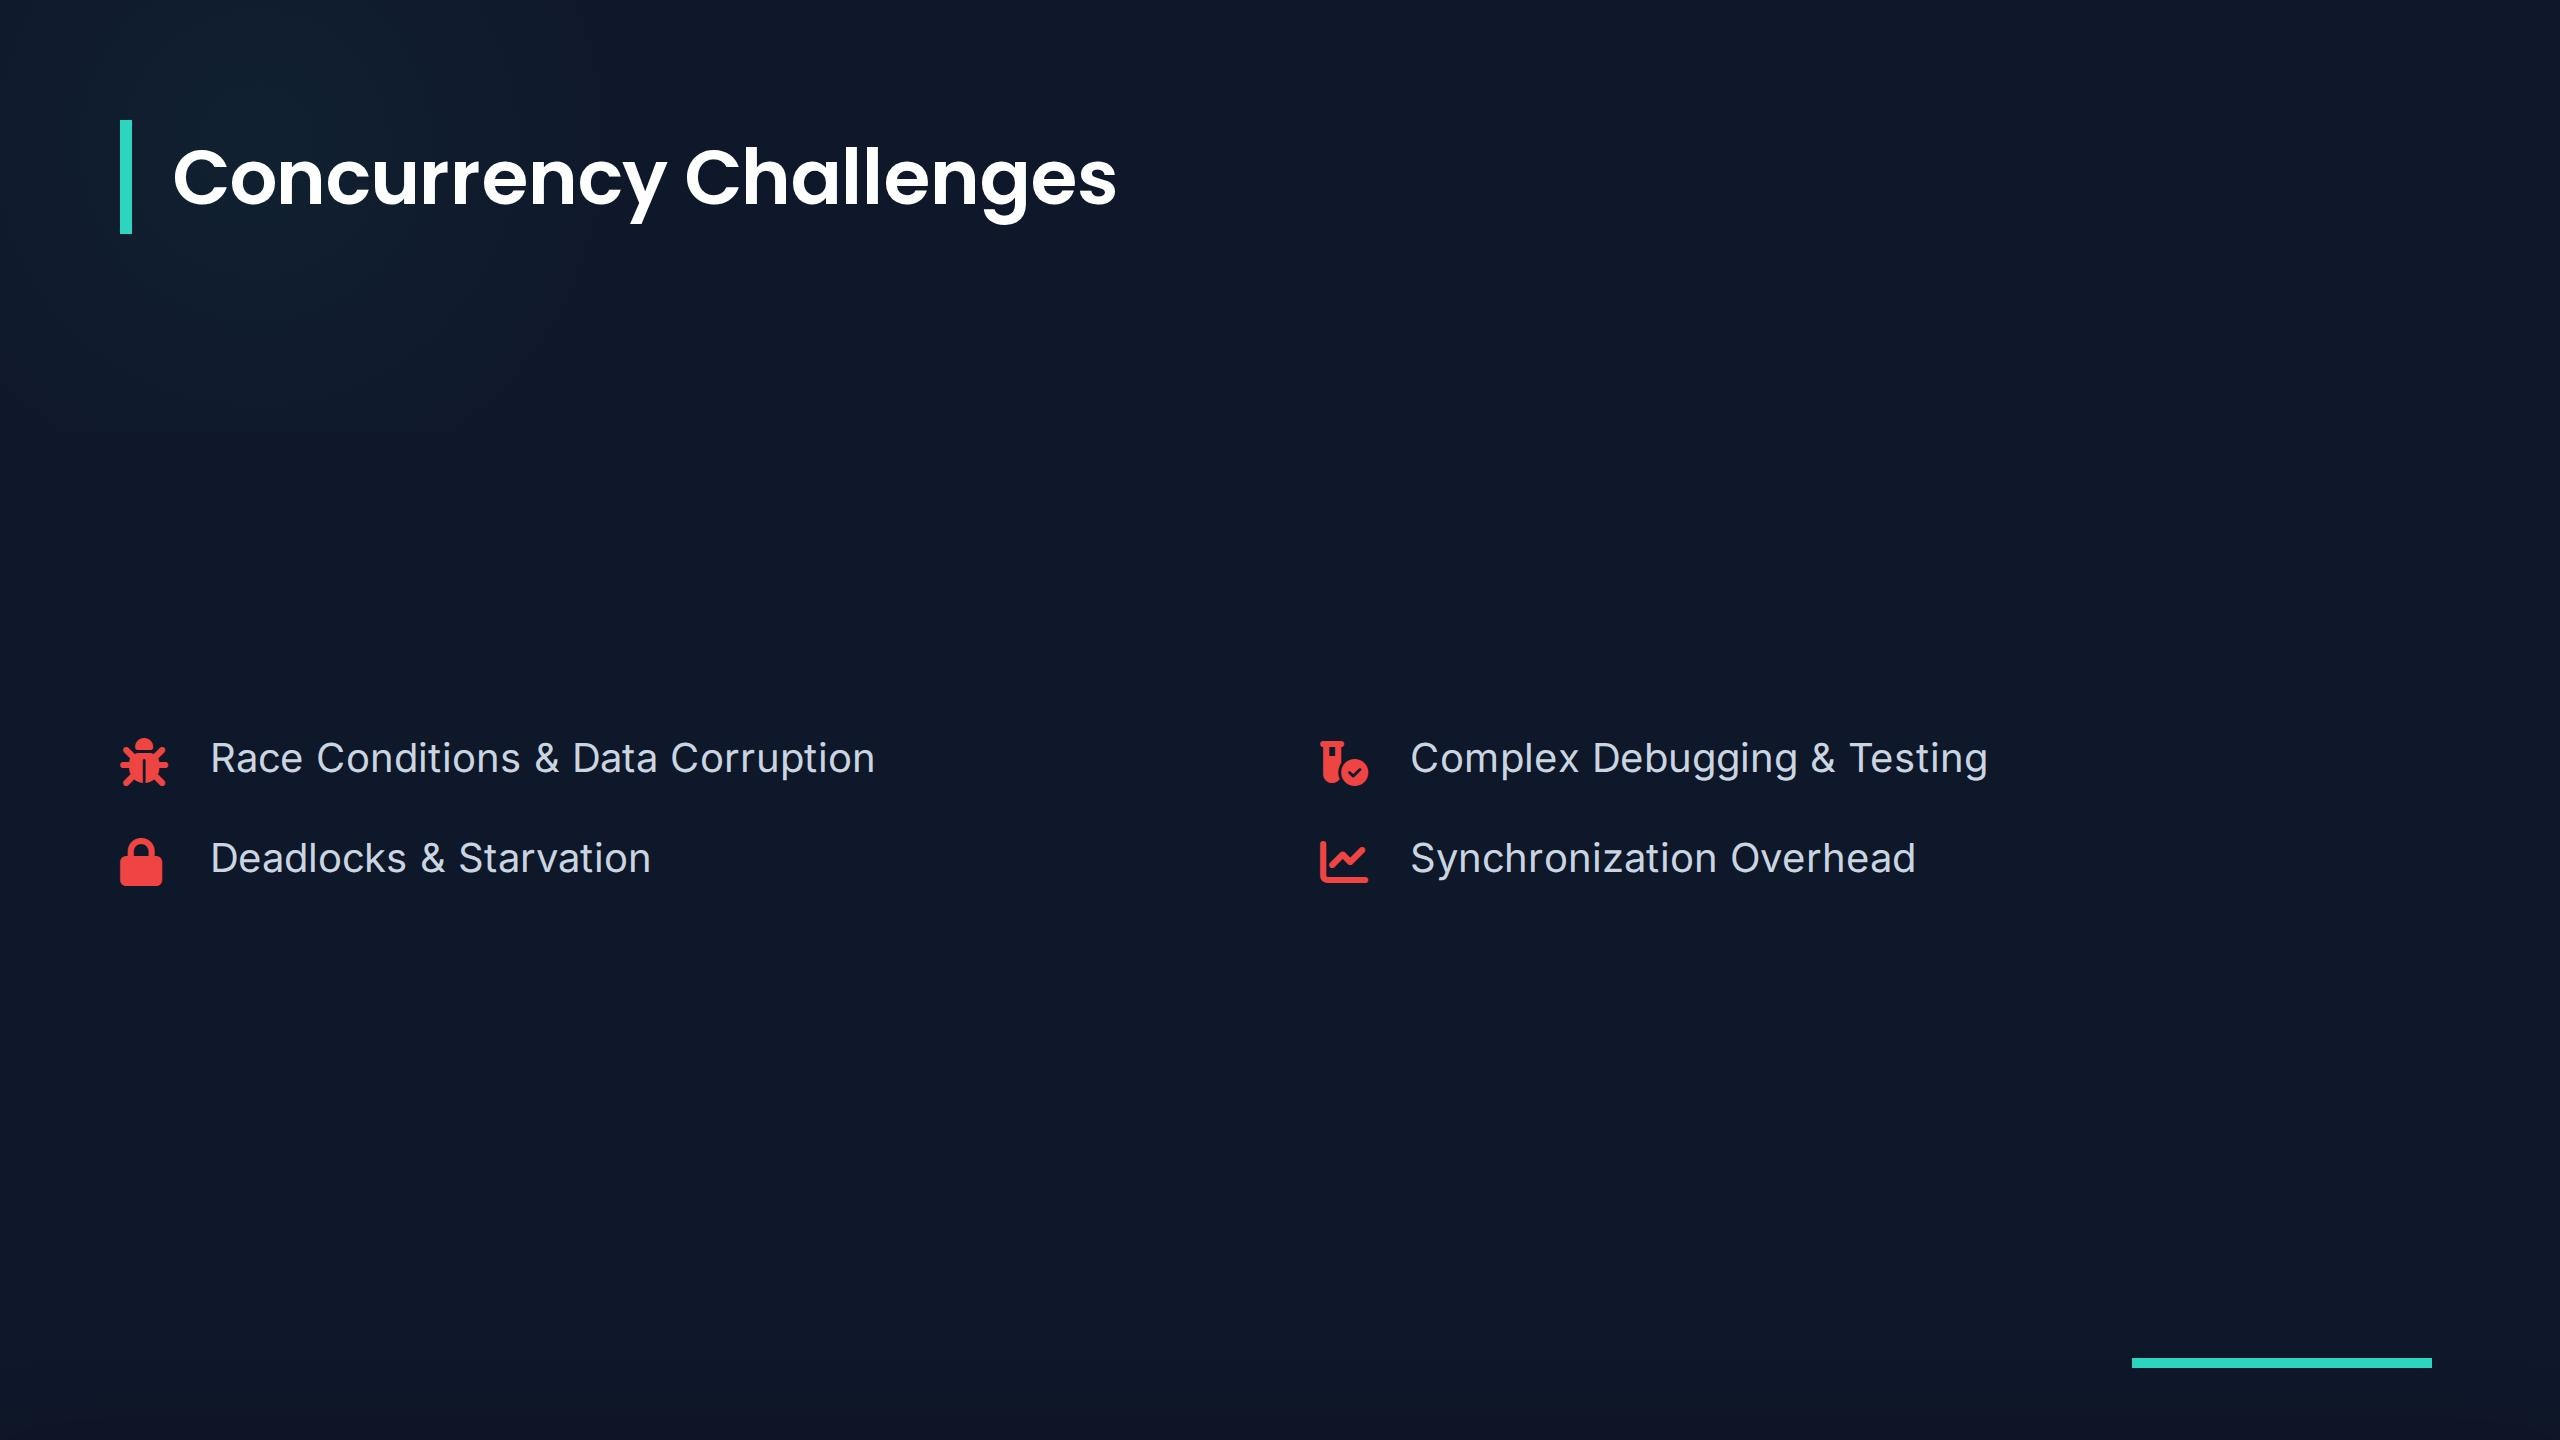 Concurrency Challenges
Race Conditions & Data Corruption
Deadlocks & Starvation
Complex Debugging & Testing
Synchronization Overhead